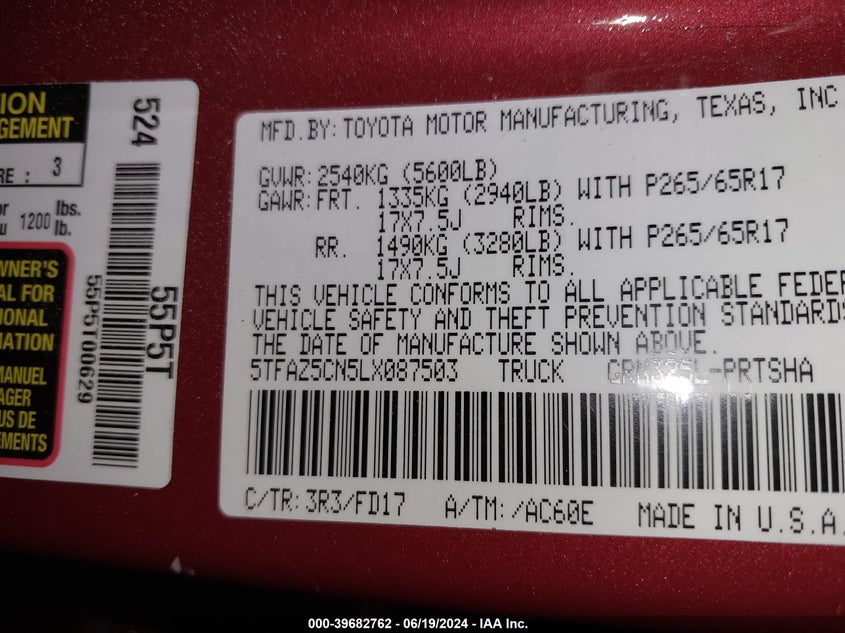 ION
GEMENT
RE : 3
or
u 1200 lbs.
lb.
WNER'S
AL FOR
IONAL
MATION
MANUEL
AGER
US DE
EMENTS
524
55P5T00629
55P5T
MFD.BY: TOYOTA MOTOR MANUFACTURING, TEXAS, INC
GVWR: 2540KG (5600LB)
GAWR: FRT. 1335KG (2940LB) WITH P265/65R17
17X7.5J RIMS.
RR. 1490KG (3280LB) WITH P265/65R17
17X7.5J RIMS.
THIS VEHICLE CONFORMS TO ALL APPLICABLE FEDER
VEHICLE SAFETY AND THEFT PREVENTION STANDARDS
THE DATE OF MANUFACTURE SHOWN ABOVE.
5TFAZ5CN5LX087503 TRUCK
C/TR: 3R3/FD17 A/TM: /AC60E MADE IN U.S.A.
000-39682762 - 06/19/2024 - IAA Inc.